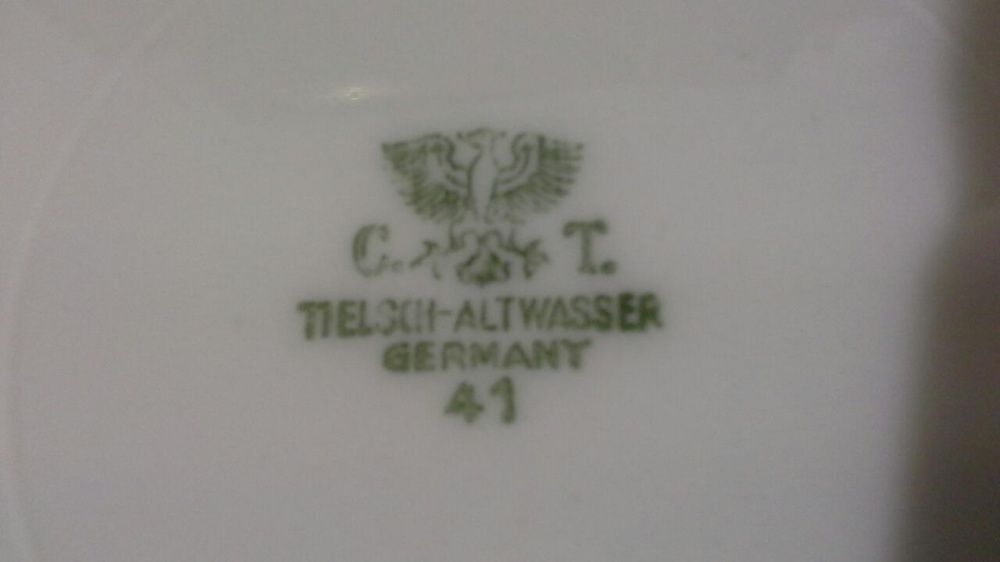 C. T.
TIELSCH-ALTWASSER
GERMANY
41